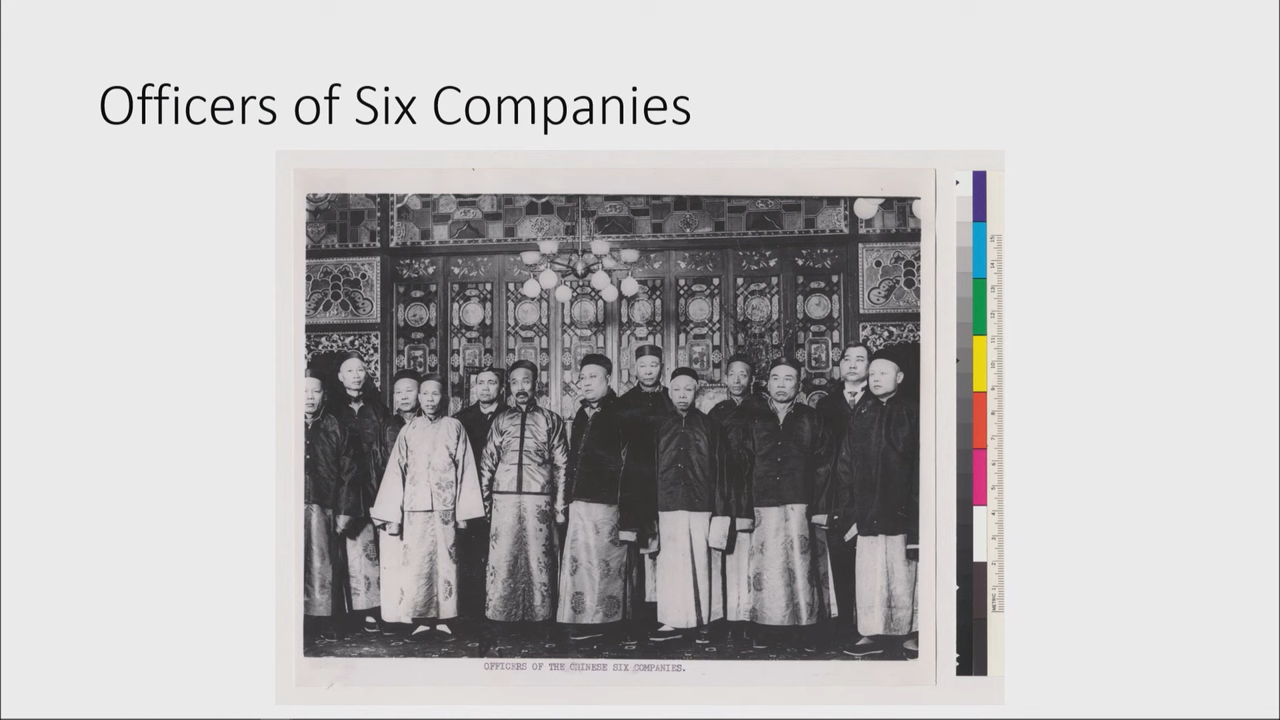 Officers of Six Companies
OFFICERS OF THE CHINESE SIX COMPANIES.